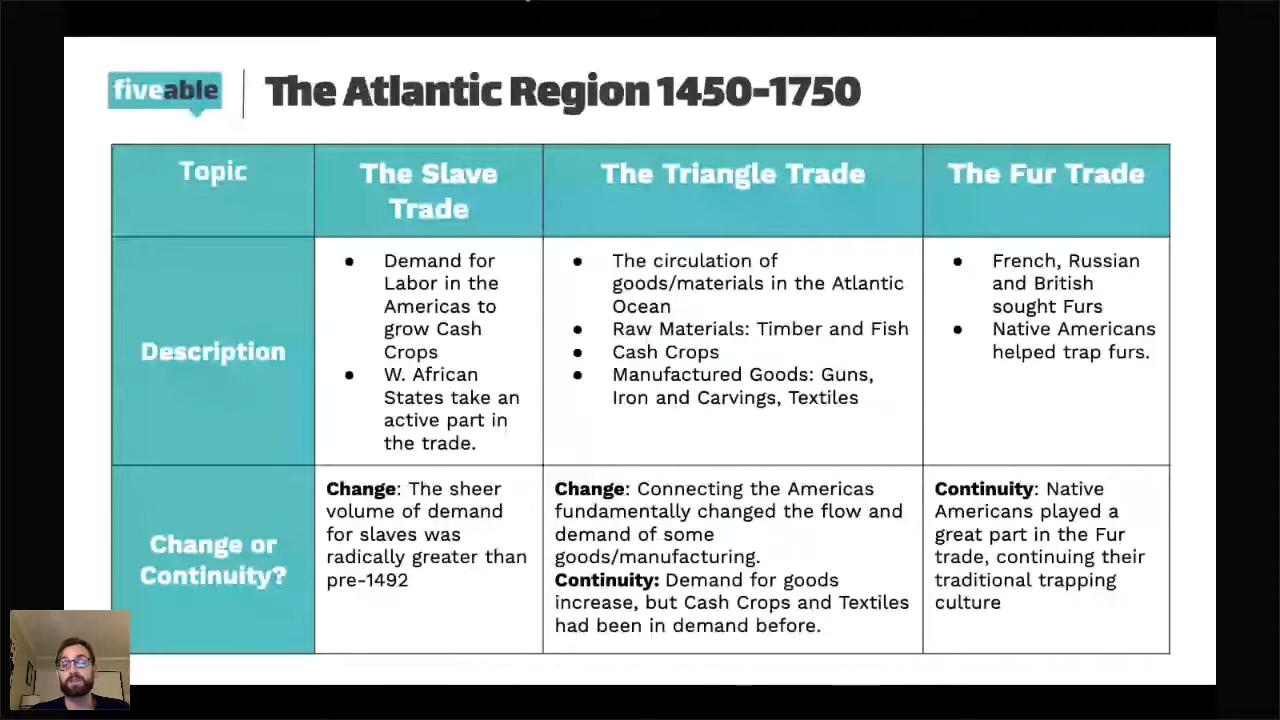 fiveable
The Atlantic Region 1450-1750
Topic
The Slave
Trade
The Triangle Trade
The Fur Trade
Description
● Demand for
Labor in the
Americas to
grow Cash
Crops
● W. African
States take an
active part in
the trade.
● The circulation of
goods/materials in the Atlantic
Ocean
● Raw Materials: Timber and Fish
● Cash Crops
● Manufactured Goods: Guns,
Iron and Carvings, Textiles
● French, Russian
and British
sought Furs
● Native Americans
helped trap furs.
Change or
Continuity?
Change: The sheer
volume of demand
for slaves was
radically greater than
pre-1492
Change: Connecting the Americas
fundamentally changed the flow and
demand of some
goods/manufacturing.
Continuity: Demand for goods
increase, but Cash Crops and Textiles
had been in demand before.
Continuity: Native
Americans played a
great part in the Fur
trade, continuing their
traditional trapping
culture